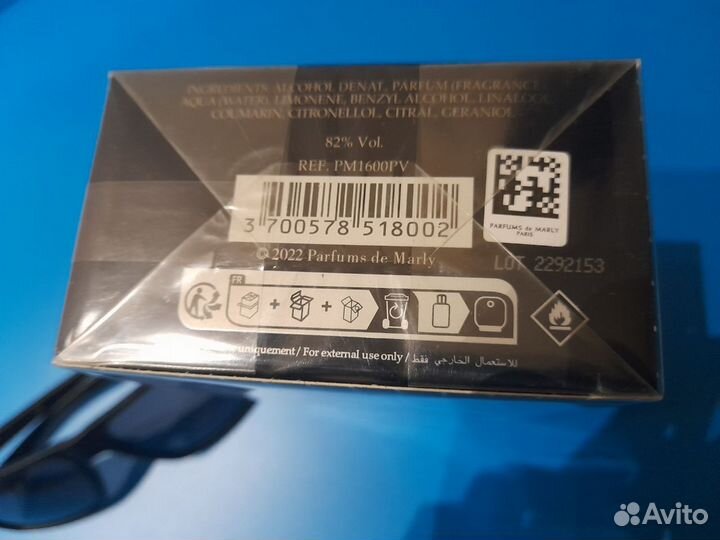 INGREDIENTS: ALCOHOL DENAT., PARFUM (FRAGRANCE),
AQUA (WATER), LIMONENE, BENZYL ALCOHOL, LINALOOL,
COUMARIN, CITRONELLOL, CITRAL, GERANIOL.
82% Vol.
REF. PM1600PV
3 700578 518002
PARFUMS de MARLY
PARIS
© 2022 Parfums de Marly
LOT 2292153
FR
uniquement / For external use only / للاستعمال الخارجي فقط
Avito